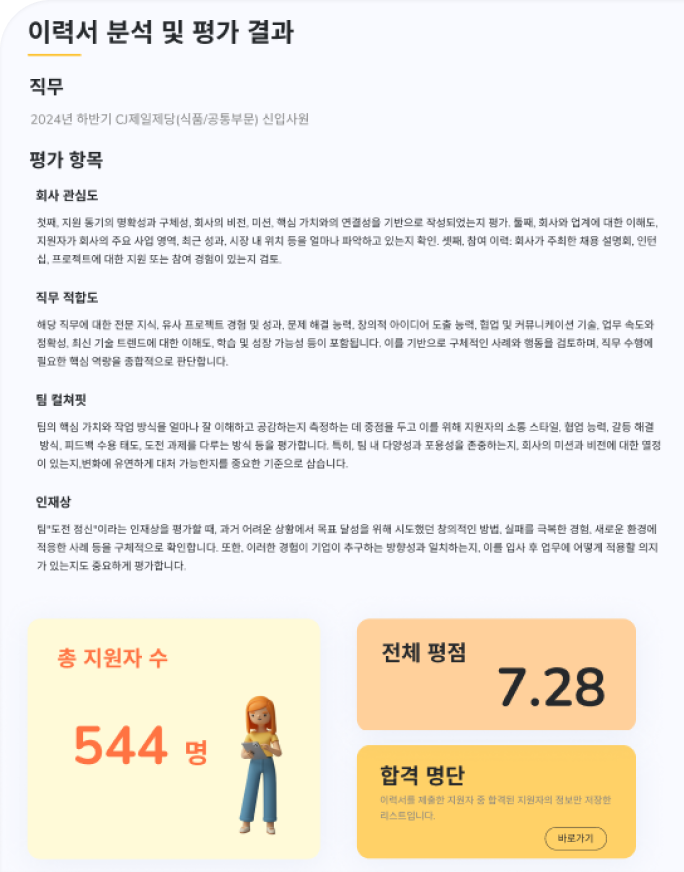 이력서 분석 및 평가 결과
직무
2024년 하반기 CJ제일제당(식품/공통부문) 신입사원
평가 항목
회사 관심도
첫째, 지원 동기의 명확성과 구체성, 회사의 비전, 미션, 핵심 가치와의 연결성을 기반으로 작성되었는지 평가. 둘째, 회사와 업계에 대한 이해도,
지원자가 회사의 주요 사업 영역, 최근 성과, 시장 내 위치 등을 얼마나 파악하고 있는지 확인. 셋째, 참여 이력: 회사가 주최한 채용 설명회, 인턴
십, 프로젝트에 대한 지원 또는 참여 경험이 있는지 검토.
직무 적합도
해당 직무에 대한 전문 지식, 유사 프로젝트 경험 및 성과, 문제 해결 능력, 창의적 아이디어 도출 능력, 협업 및 커뮤니케이션 기술, 업무 속도와
정확성, 최신 기술 트렌드에 대한 이해도, 학습 및 성장 가능성 등이 포함됩니다. 이를 기반으로 구체적인 사례와 행동을 검토하며, 직무 수행에
필요한 핵심 역량을 종합적으로 판단합니다.
팀 컬쳐핏
팀의 핵심 가치와 작업 방식을 얼마나 잘 이해하고 공감하는지 측정하는 데 중점을 두고 이를 위해 지원자의 소통 스타일, 협업 능력, 갈등 해결
방식, 피드백 수용 태도, 도전 과제를 다루는 방식 등을 평가합니다. 특히, 팀 내 다양성과 포용성을 존중하는지, 회사의 미션과 비전에 대한 열정
이 있는지,변화에 유연하게 대처 가능한지를 중요한 기준으로 삼습니다.
인재상
팀"도전 정신"이라는 인재상을 평가할 때, 과거 어려운 상황에서 목표 달성을 위해 시도했던 창의적인 방법, 실패를 극복한 경험, 새로운 환경에
적응한 사례 등을 구체적으로 확인합니다. 또한, 이러한 경험이 기업이 추구하는 방향성과 일치하는지, 이를 입사 후 업무에 어떻게 적용할 의지
가 있는지도 중요하게 평가합니다.
총 지원자 수
544 명
전체 평점
7.28
합격 명단
이력서를 제출한 지원자 중 합격된 지원자의 정보만 저장한
리스트입니다.
바로가기